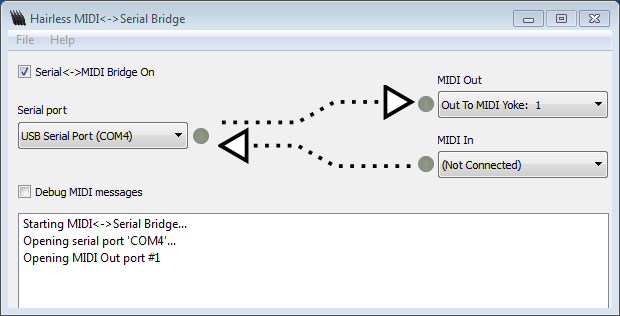 Hairless MIDI<->Serial Bridge
File Help
Serial<->MIDI Bridge On
MIDI Out
Serial port
Out To MIDI Yoke: 1
USB Serial Port (COM4)
MIDI In
(Not Connected)
Debug MIDI messages
Starting MIDI<->Serial Bridge...
Opening serial port 'COM4'...
Opening MIDI Out port #1